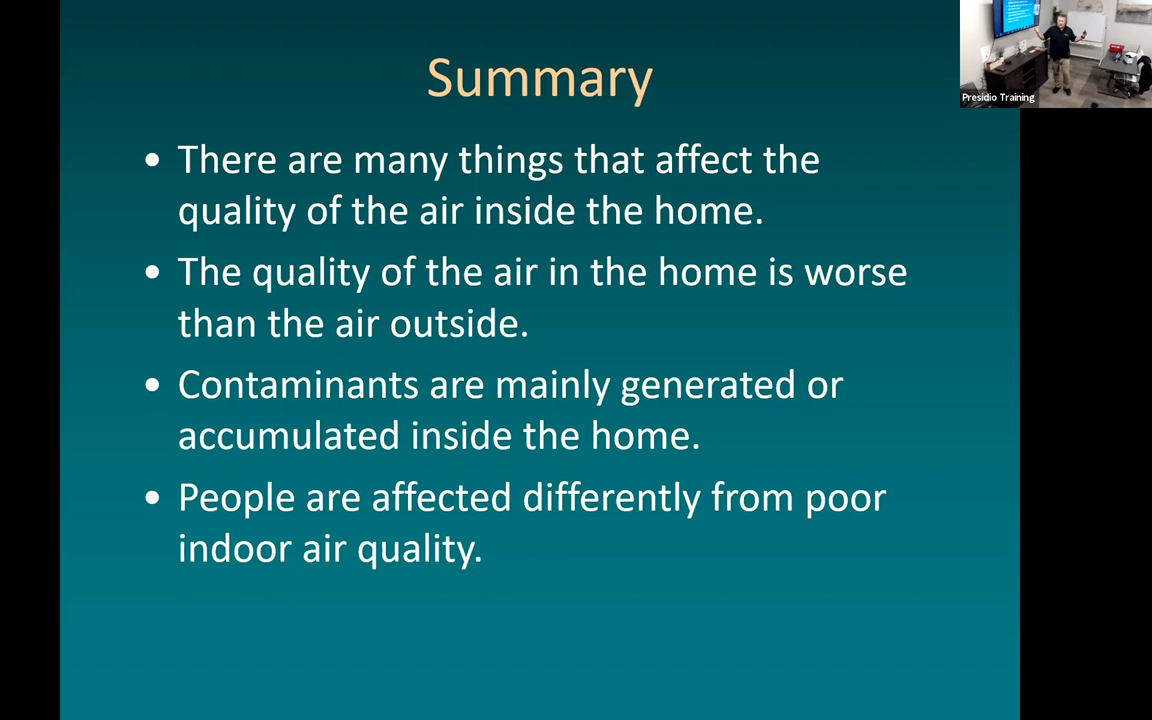 Summary
• There are many things that affect the
quality of the air inside the home.
• The quality of the air in the home is worse
than the air outside.
• Contaminants are mainly generated or
accumulated inside the home.
• People are affected differently from poor
indoor air quality.
Presidio Training